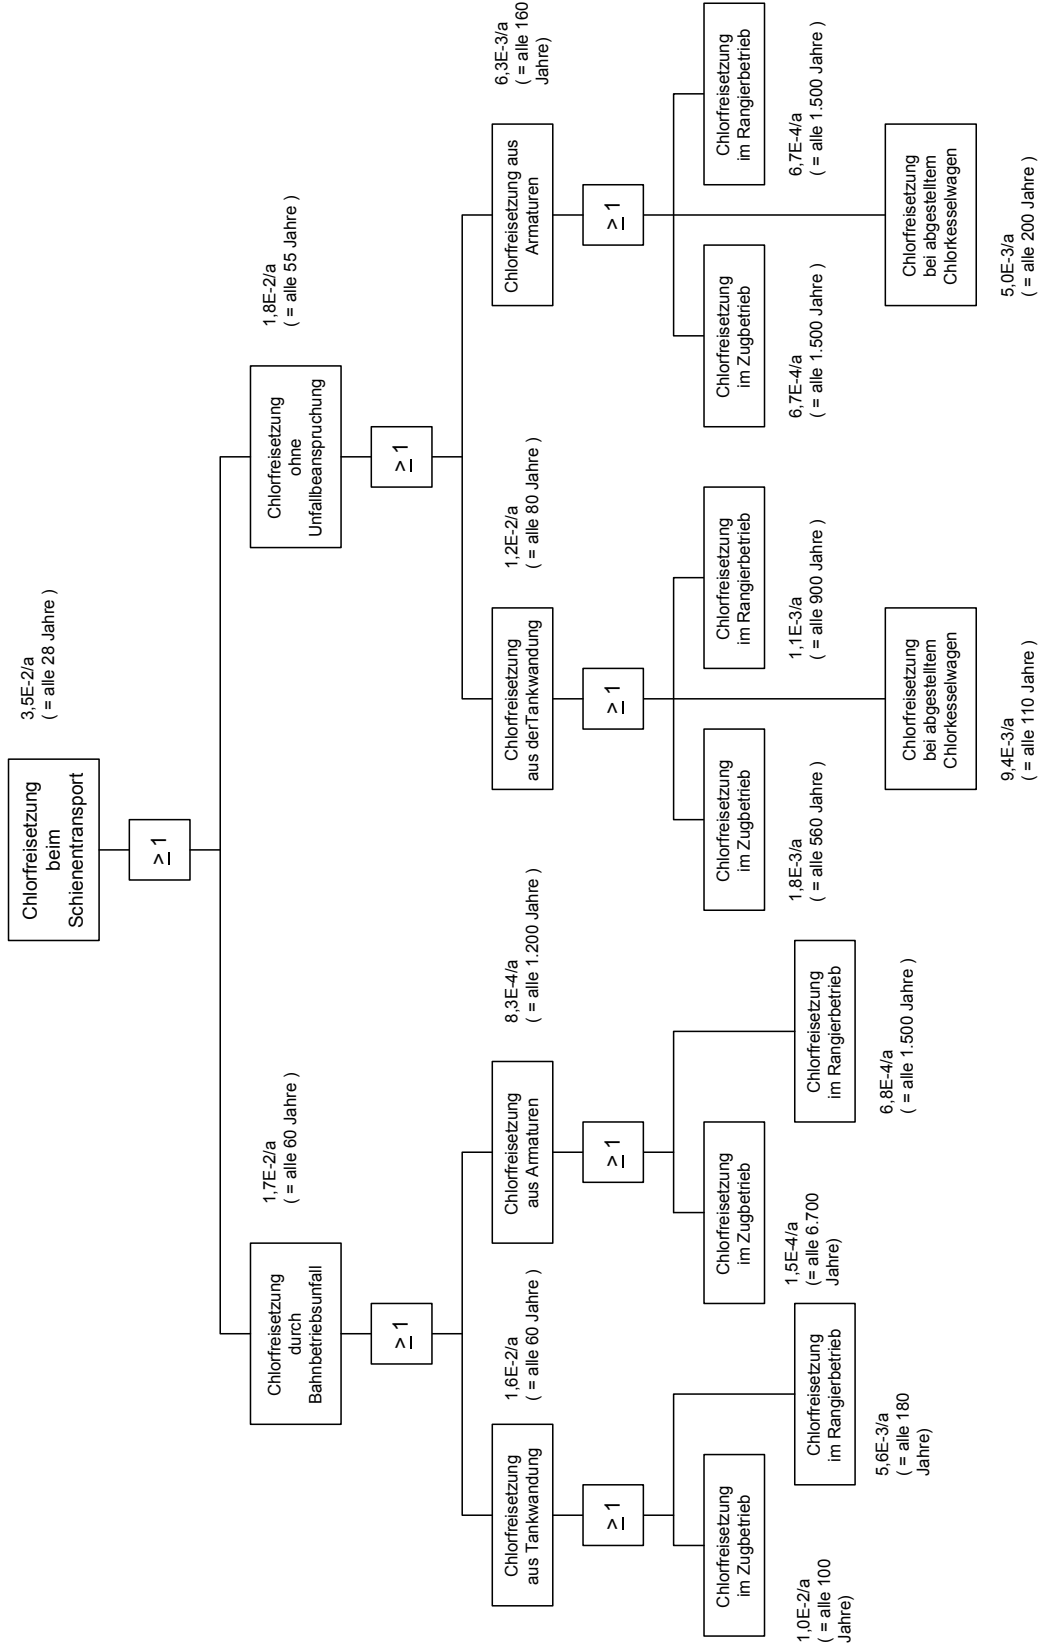 Chlorfreisetzung
beim
Schienentransport
3,5E-2/a
( = alle 28 Jahre )
≥ 1
Chlorfreisetzung
durch
Bahnbetriebsunfall
1,7E-2/a
( = alle 60 Jahre )
≥ 1
Chlorfreisetzung
ohne
Unfallbeanspruchung
1,8E-2/a
( = alle 55 Jahre )
≥ 1
Chlorfreisetzung
aus Tankwandung
1,6E-2/a
( = alle 60 Jahre )
≥ 1
Chlorfreisetzung
aus Armaturen
8,3E-4/a
( = alle 1.200 Jahre )
≥ 1
Chlorfreisetzung
aus derTankwandung
1,2E-2/a
( = alle 80 Jahre )
≥ 1
Chlorfreisetzung aus
Armaturen
6,3E-3/a
( = alle 160
Jahre)
≥ 1
Chlorfreisetzung
im Zugbetrieb
1,0E-2/a
( = alle 100
Jahre)
Chlorfreisetzung
im Rangierbetrieb
5,6E-3/a
( = alle 180
Jahre)
Chlorfreisetzung
im Zugbetrieb
1,5E-4/a
(= alle 6.700
Jahre)
Chlorfreisetzung
im Rangierbetrieb
6,8E-4/a
( = alle 1.500 Jahre )
Chlorfreisetzung
im Zugbetrieb
1,8E-3/a
( = alle 560 Jahre )
Chlorfreisetzung
im Rangierbetrieb
1,1E-3/a
( = alle 900 Jahre )
Chlorfreisetzung
bei abgestelltem
Chlorkesselwagen
9,4E-3/a
( = alle 110 Jahre )
Chlorfreisetzung
im Zugbetrieb
6,7E-4/a
( = alle 1.500 Jahre )
Chlorfreisetzung
im Rangierbetrieb
6,7E-4/a
( = alle 1.500 Jahre )
Chlorfreisetzung
bei abgestelltem
Chlorkesselwagen
5,0E-3/a
( = alle 200 Jahre )